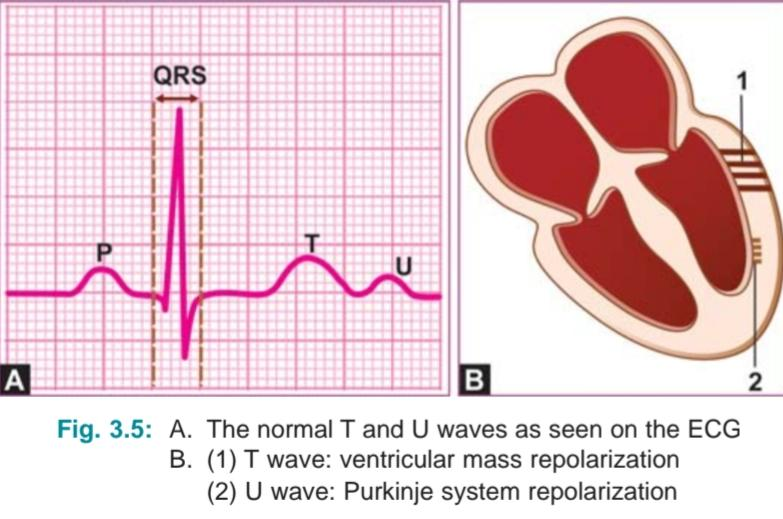 QRS
P
T
U
A
1
B
2
Fig. 3.5: A. The normal T and U waves as seen on the ECG
B. (1) T wave: ventricular mass repolarization
(2) U wave: Purkinje system repolarization